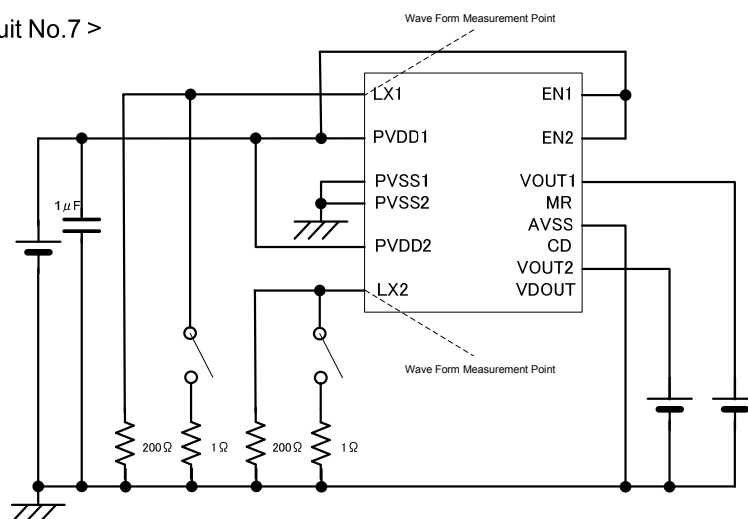 uit No.7 >
Wave Form Measurement Point
LX1
EN1
PVDD1
EN2
PVSS1
VOUT1
PVSS2
MR
AVSS
PVDD2
CD
VOUT2
LX2
VDOUT
1μF
Wave Form Measurement Point
200Ω
1Ω
200Ω
1Ω